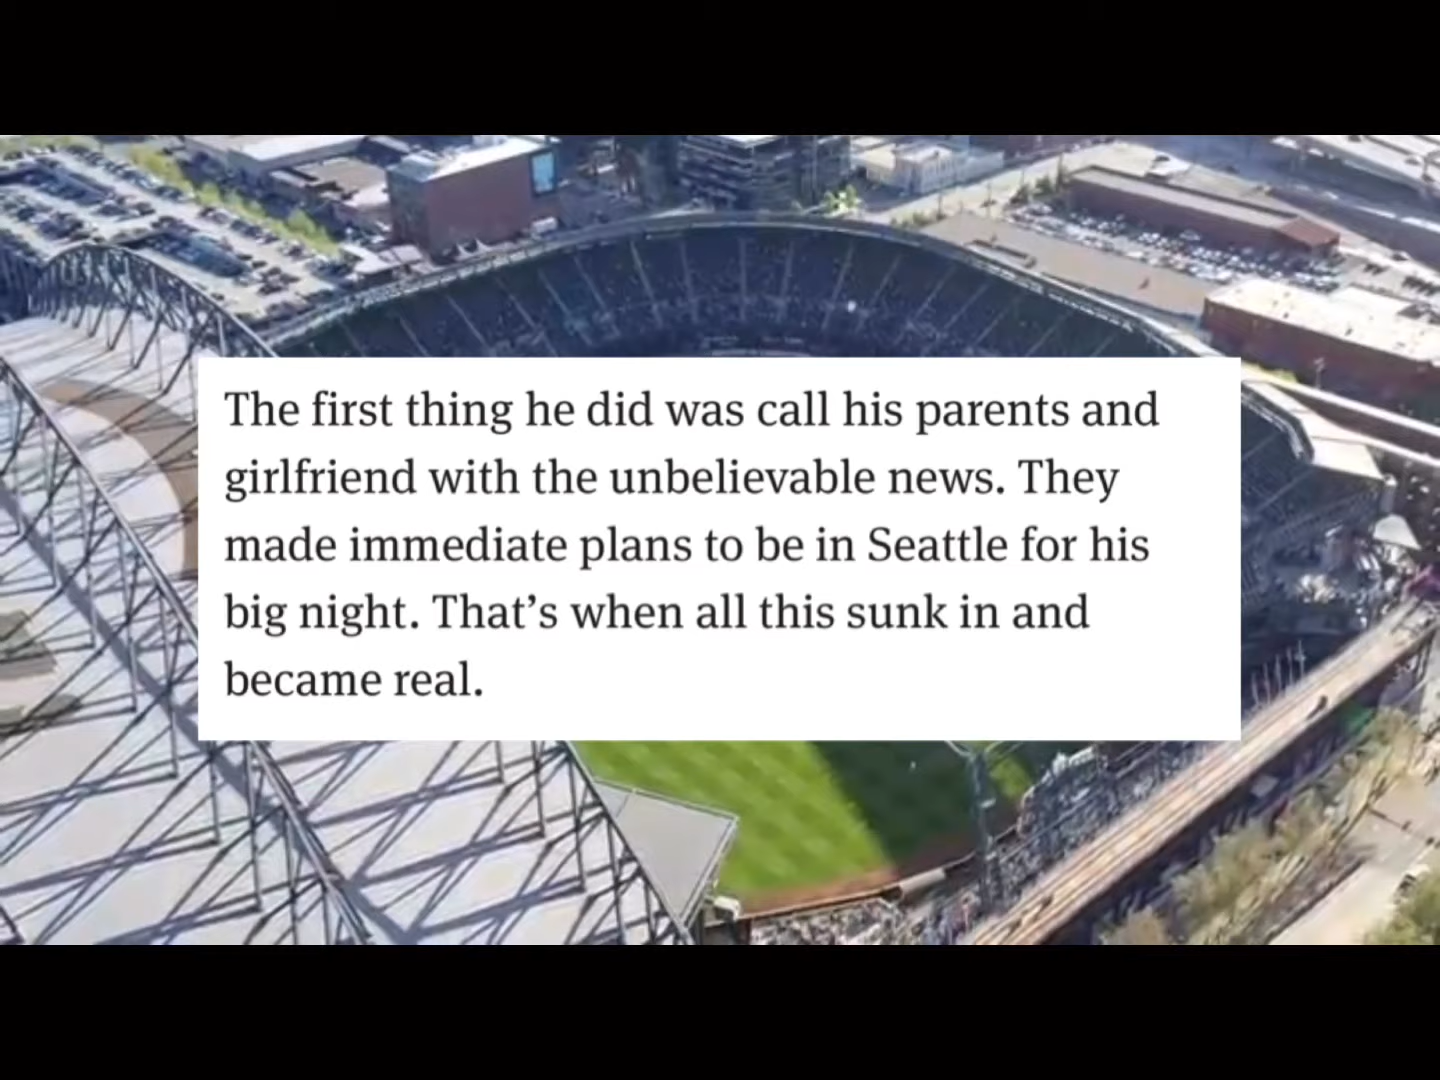 The first thing he did was call his parents and
girlfriend with the unbelievable news. They
made immediate plans to be in Seattle for his
big night. That’s when all this sunk in and
became real.